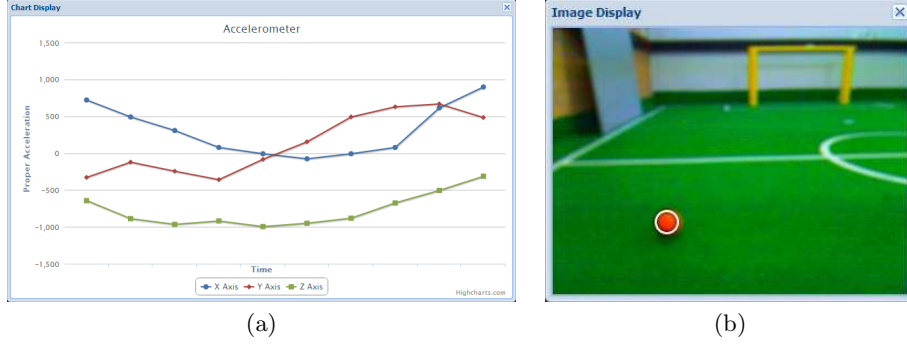 Chart Display
Accelerometer
1,500
1,000
500
0
−500
−1,000
−1,500
Proper Acceleration
Time
X Axis Y Axis Z Axis
Highcharts.com
(a)
Image Display
(b)